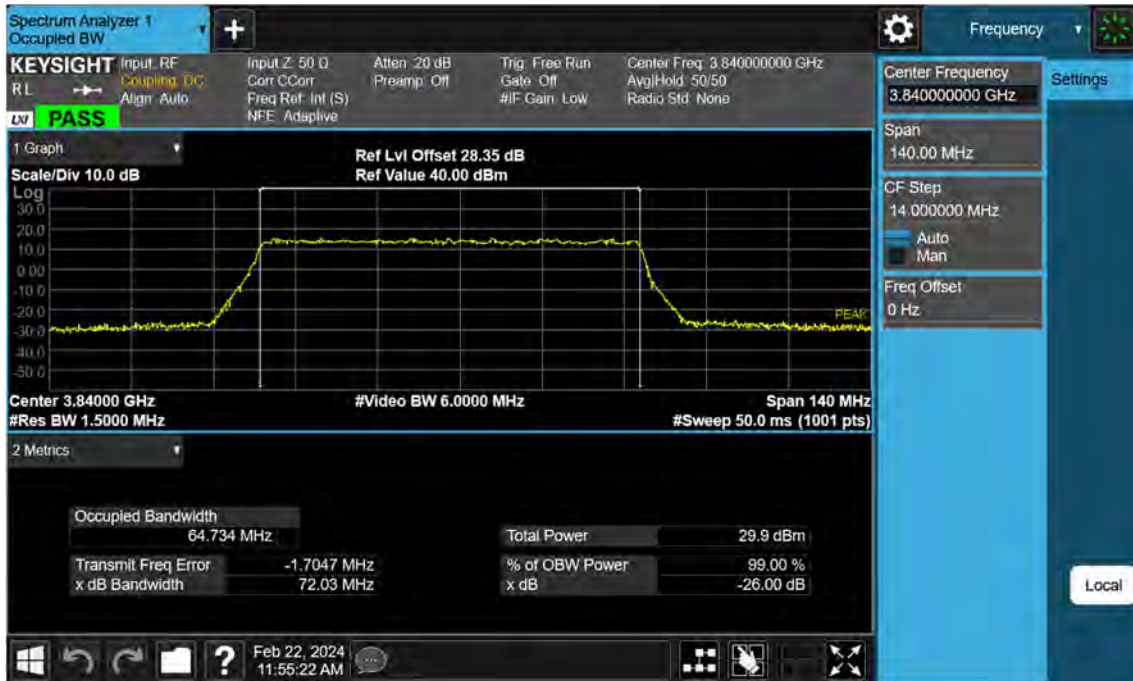 Spectrum Analyzer 1
Occupied BW
+
Frequency
KEYSIGHT
RL
LXI PASS
Input: RF
Coupling: DC
Align: Auto
Input Z: 50 Ω
Corr CCorr
Freq Ref: Int (S)
NFE: Adaptive
Atten: 20 dB
Preamp: Off
Trig: Free Run
Gate: Off
#IF Gain: Low
Center Freq: 3.840000000 GHz
Avg|Hold: 50/50
Radio Std: None
Center Frequency
3.840000000 GHz
Settings
Span
140.00 MHz
CF Step
14.000000 MHz
Auto
Man
Freq Offset
0 Hz
1 Graph
Scale/Div 10.0 dB
Ref Lvl Offset 28.35 dB
Ref Value 40.00 dBm
Log
30.0
20.0
10.0
0.00
-10.0
-20.0
-30.0
-40.0
-50.0
PEAK
Center 3.84000 GHz
#Video BW 6.0000 MHz
Span 140 MHz
#Res BW 1.5000 MHz
#Sweep 50.0 ms (1001 pts)
2 Metrics
Occupied Bandwidth
64.734 MHz
Total Power 29.9 dBm
Transmit Freq Error -1.7047 MHz
% of OBW Power 99.00 %
x dB Bandwidth 72.03 MHz
x dB -26.00 dB
Local
?
Feb 22, 2024
11:55:22 AM